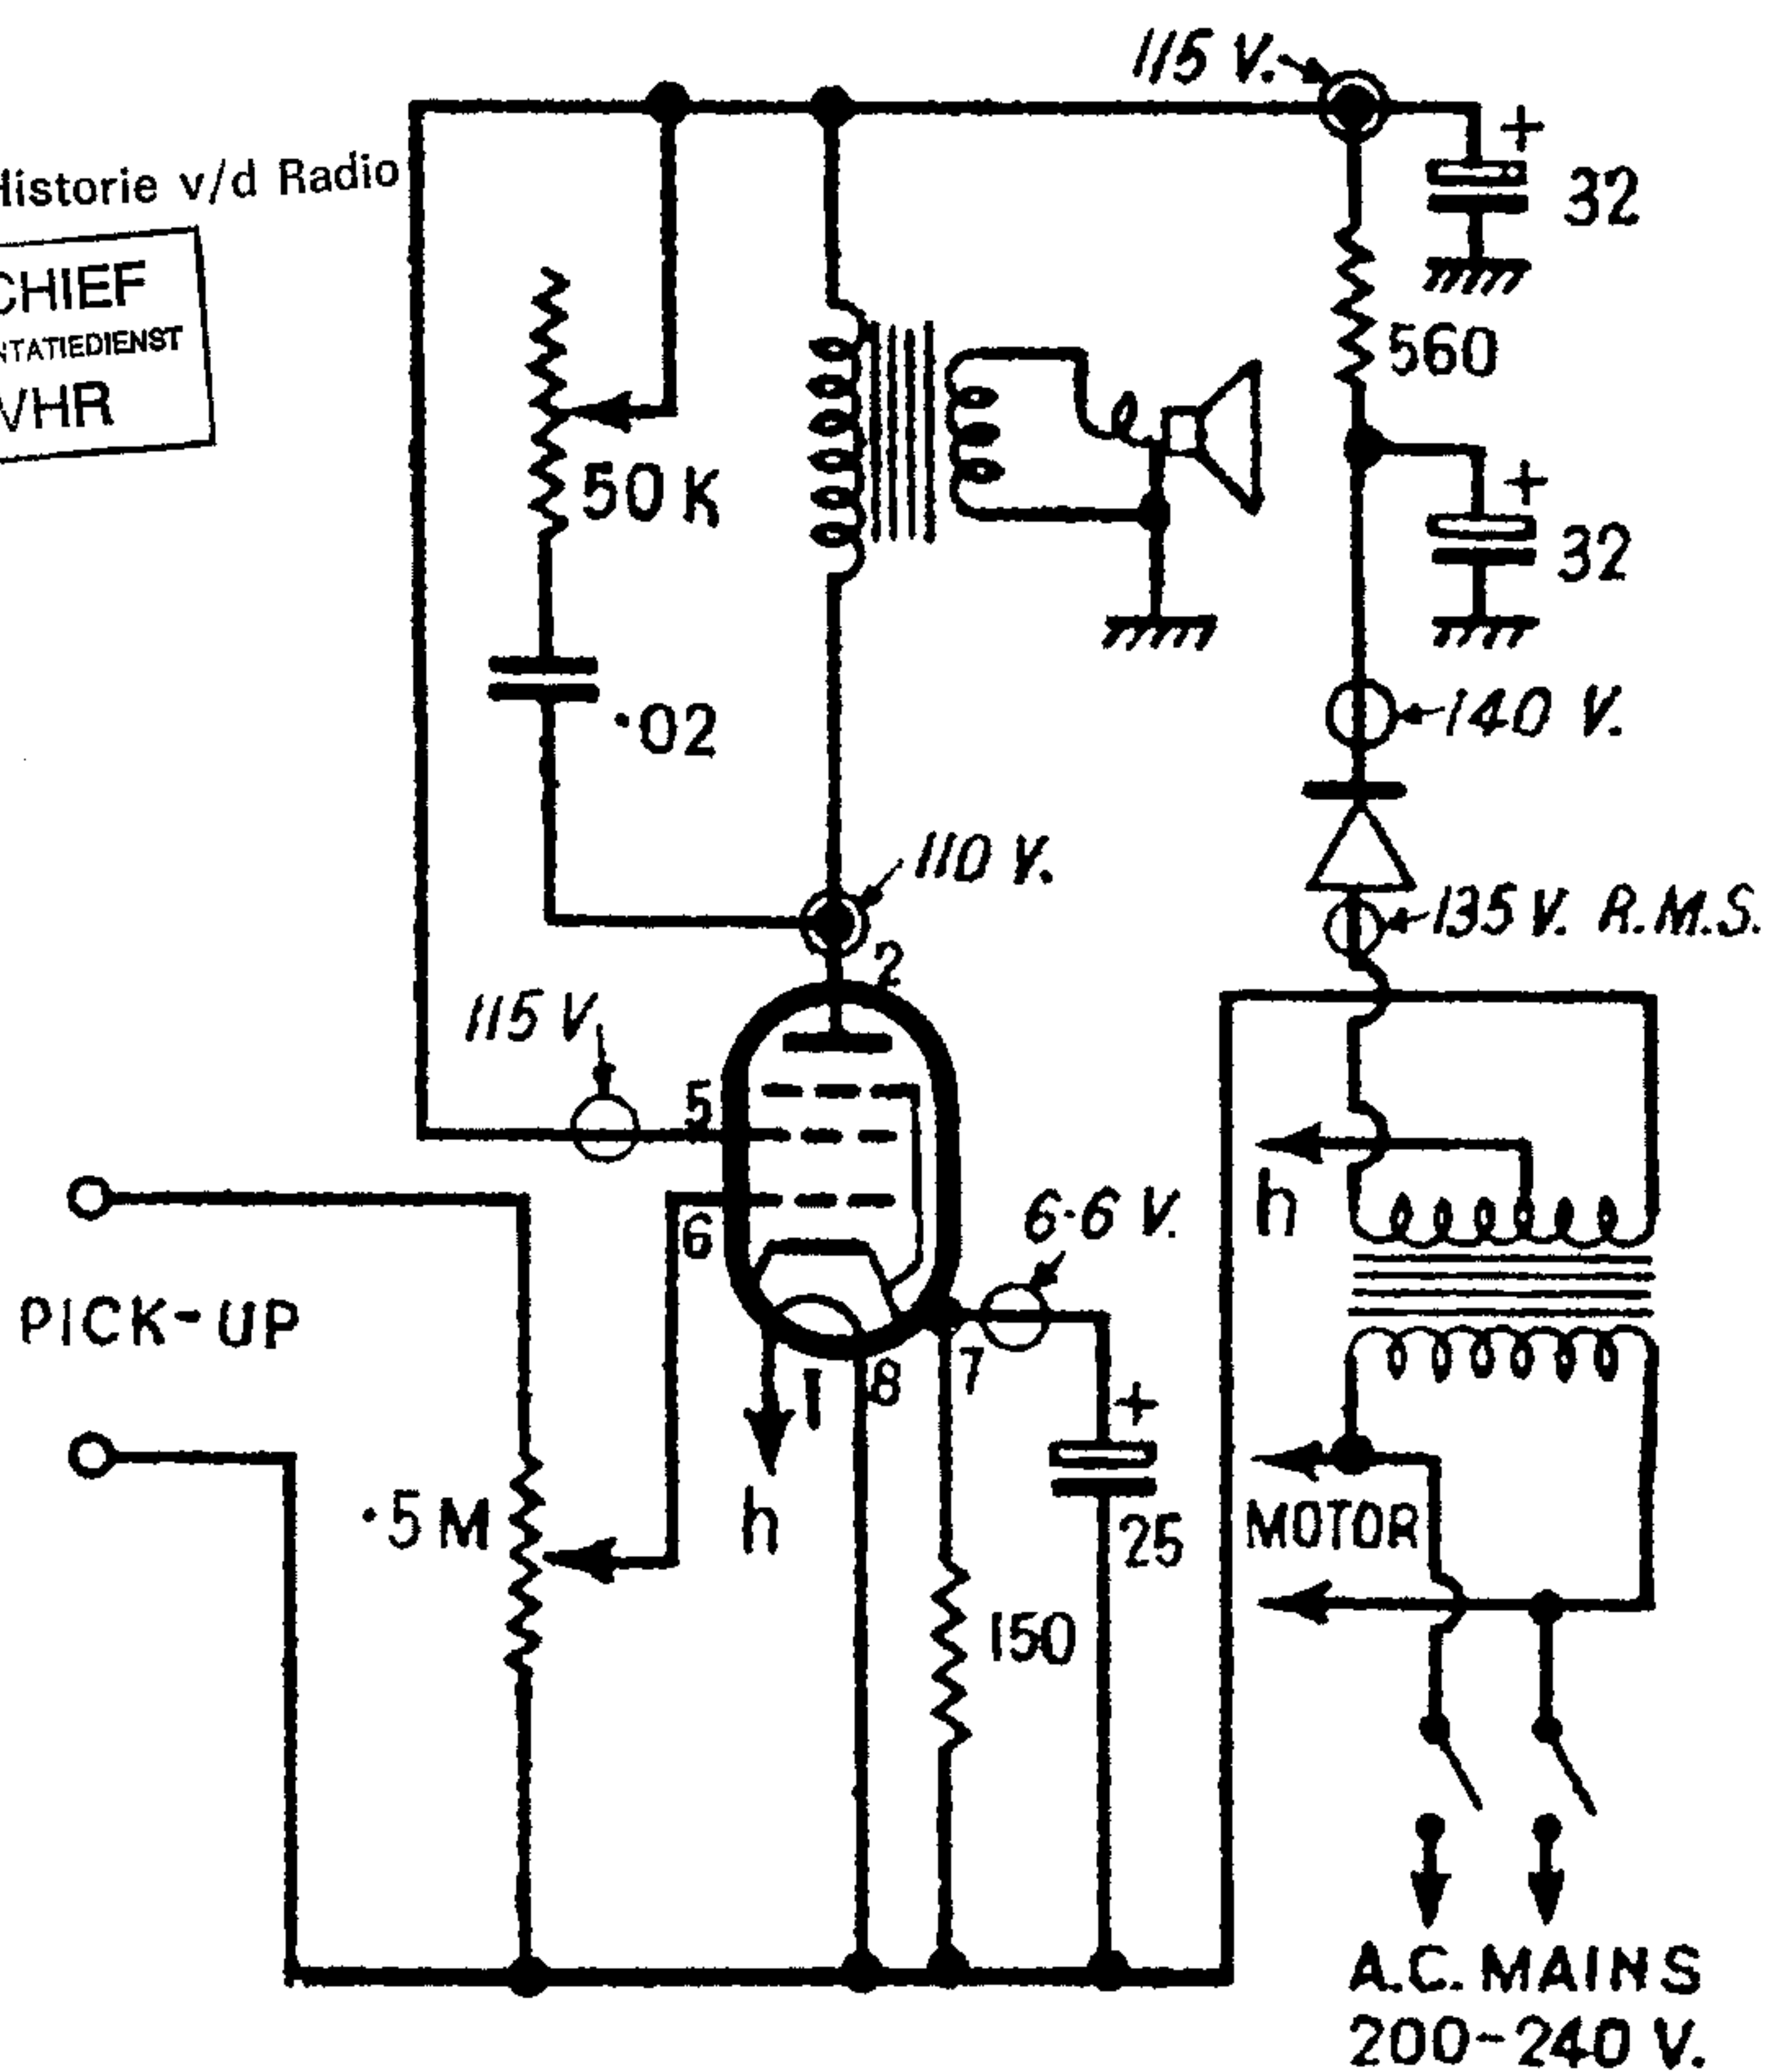 115 V.
Historie v/d Radio
+
32
CHIEF
NTATIEDIENST
VHR
560
50 K
+
32
·02
140 V.
110 V.
135 V. R.M.S.
2
115 V.
5
h
6
6·6 V.
PICK-UP
1
8
7
+
·5 M
h
25
MOTOR
150
A.C. MAINS
200-240 V.